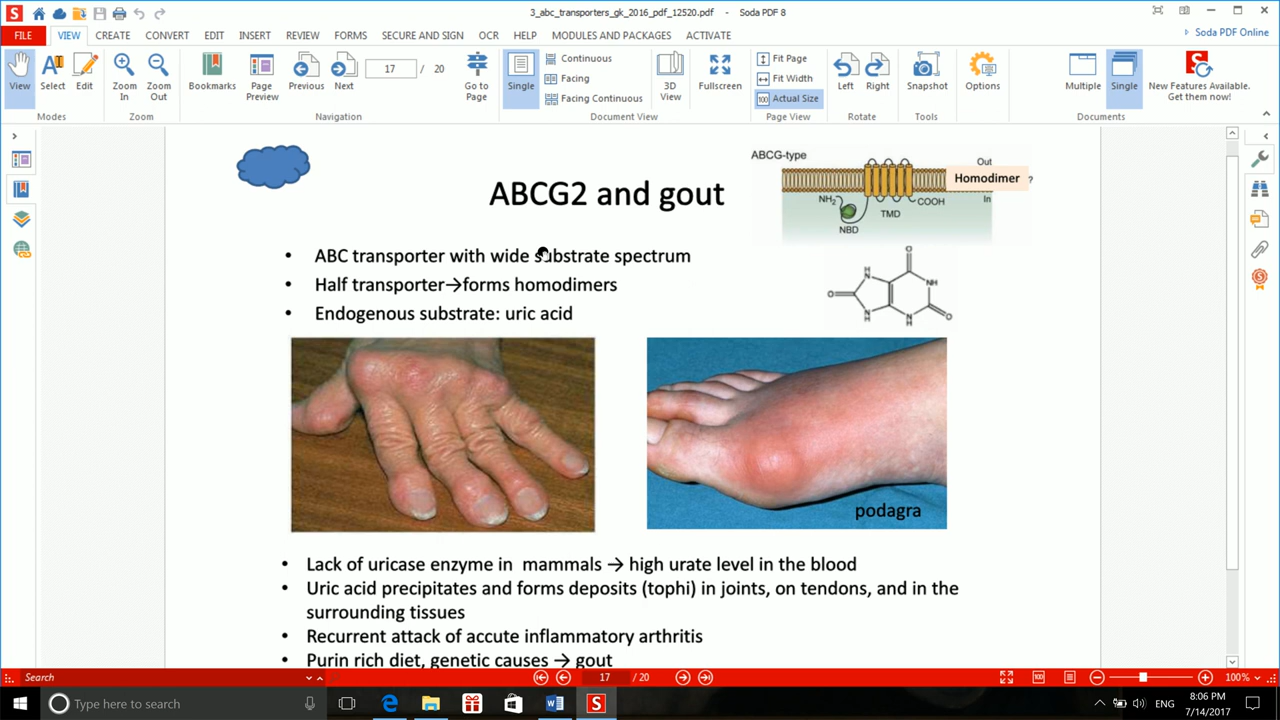 3_abc_transporters_gk_2016_pdf_12520.pdf - Soda PDF 8
FILE VIEW CREATE CONVERT EDIT INSERT REVIEW FORMS SECURE AND SIGN OCR HELP MODULES AND PACKAGES ACTIVATE
Soda PDF Online
View Select Edit
Modes
Zoom In Zoom Out
Zoom
Bookmarks Page Preview Previous Next 17 / 20 Go to Page
Navigation
Single Continuous
Facing
Facing Continuous
3D View Fullscreen
Document View
Fit Page
Fit Width
100 Actual Size
Page View
Left Right
Rotate
Snapshot
Tools
Options
Multiple Single New Features Available. Get them now!
Documents
ABCG-type
Out
Homodimer ?
In
NH2
COOH
TMD
NBD
ABCG2 and gout
• ABC transporter with wide substrate spectrum
• Half transporter→forms homodimers
• Endogenous substrate: uric acid
O
H
N
NH
O
N
H
N
H
O
podagra
• Lack of uricase enzyme in mammals → high urate level in the blood
• Uric acid precipitates and forms deposits (tophi) in joints, on tendons, and in the
surrounding tissues
• Recurrent attack of accute inflammatory arthritis
• Purin rich diet, genetic causes → gout
Search
17 / 20
100%
Type here to search
ENG
8:06 PM
7/14/2017